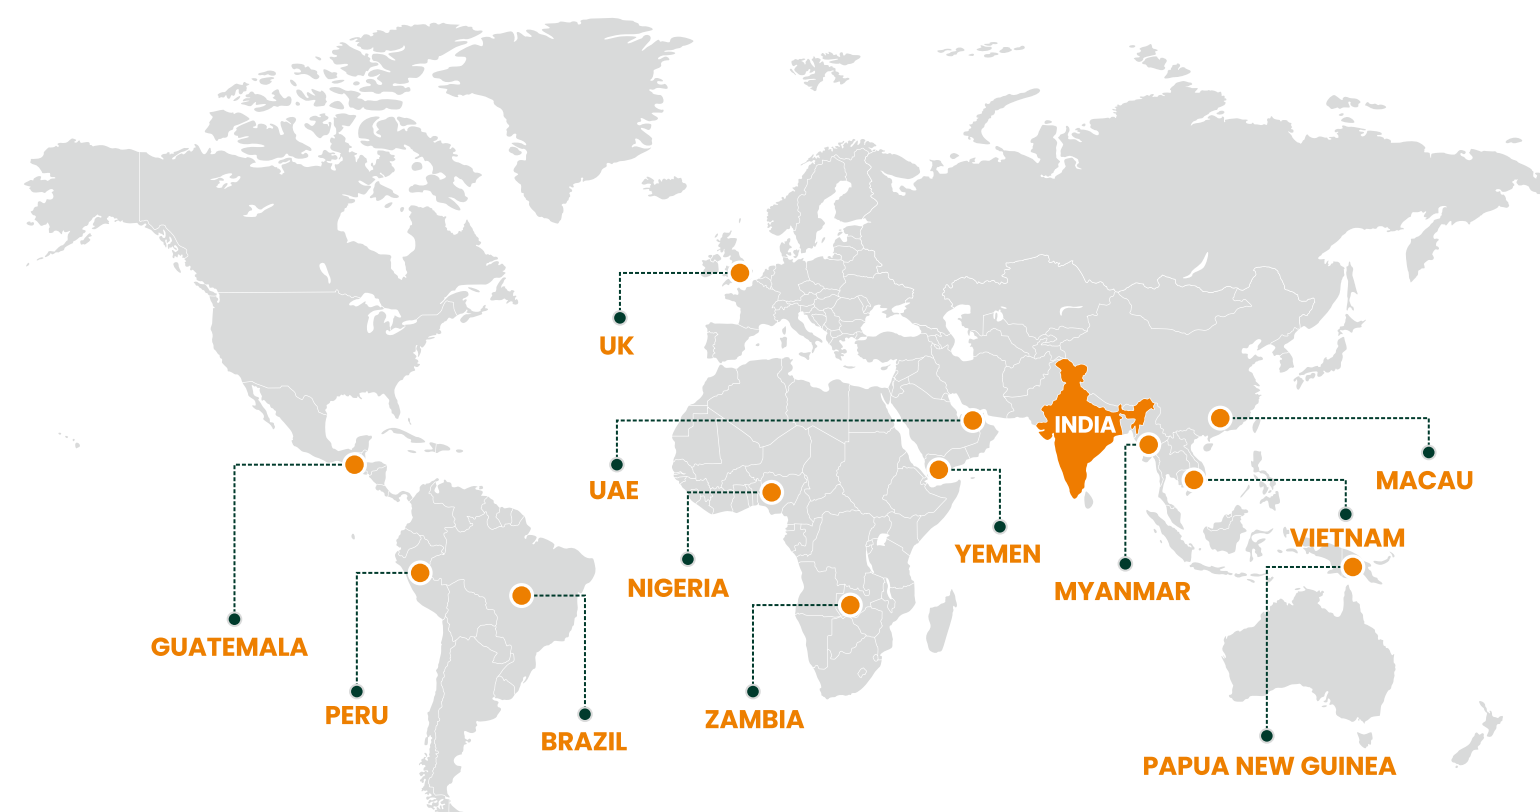 UK
INDIA
MACAU
UAE
VIETNAM
YEMEN
NIGERIA
MYANMAR
GUATEMALA
PERU
ZAMBIA
BRAZIL
PAPUA NEW GUINEA